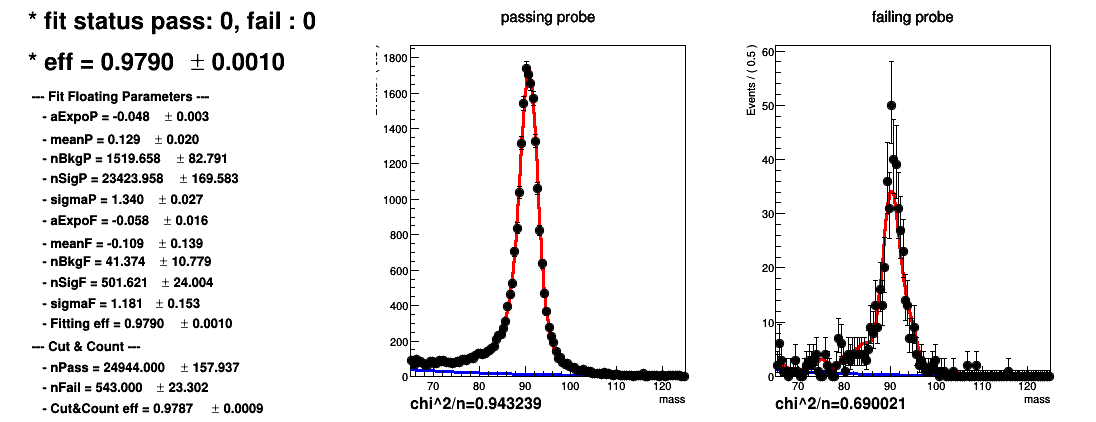 * fit status pass: 0, fail : 0
* eff = 0.9790 ± 0.0010
--- Fit Floating Parameters ---
- aExpoP = -0.048 ± 0.003
- meanP = 0.129 ± 0.020
- nBkgP = 1519.658 ± 82.791
- nSigP = 23423.958 ± 169.583
- sigmaP = 1.340 ± 0.027
- aExpoF = -0.058 ± 0.016
- meanF = -0.109 ± 0.139
- nBkgF = 41.374 ± 10.779
- nSigF = 501.621 ± 24.004
- sigmaF = 1.181 ± 0.153
- Fitting eff = 0.9790 ± 0.0010
--- Cut & Count ---
- nPass = 24944.000 ± 157.937
- nFail = 543.000 ± 23.302
- Cut&Count eff = 0.9787 ± 0.0009
passing probe
1800
1600
1400
1200
1000
800
600
400
200
0
70 80 90 100 110 120
mass
chi^2/n=0.943239
failing probe
Events / ( 0.5 )
60
50
40
30
20
10
0
70 80 90 100 110 120
mass
chi^2/n=0.690021